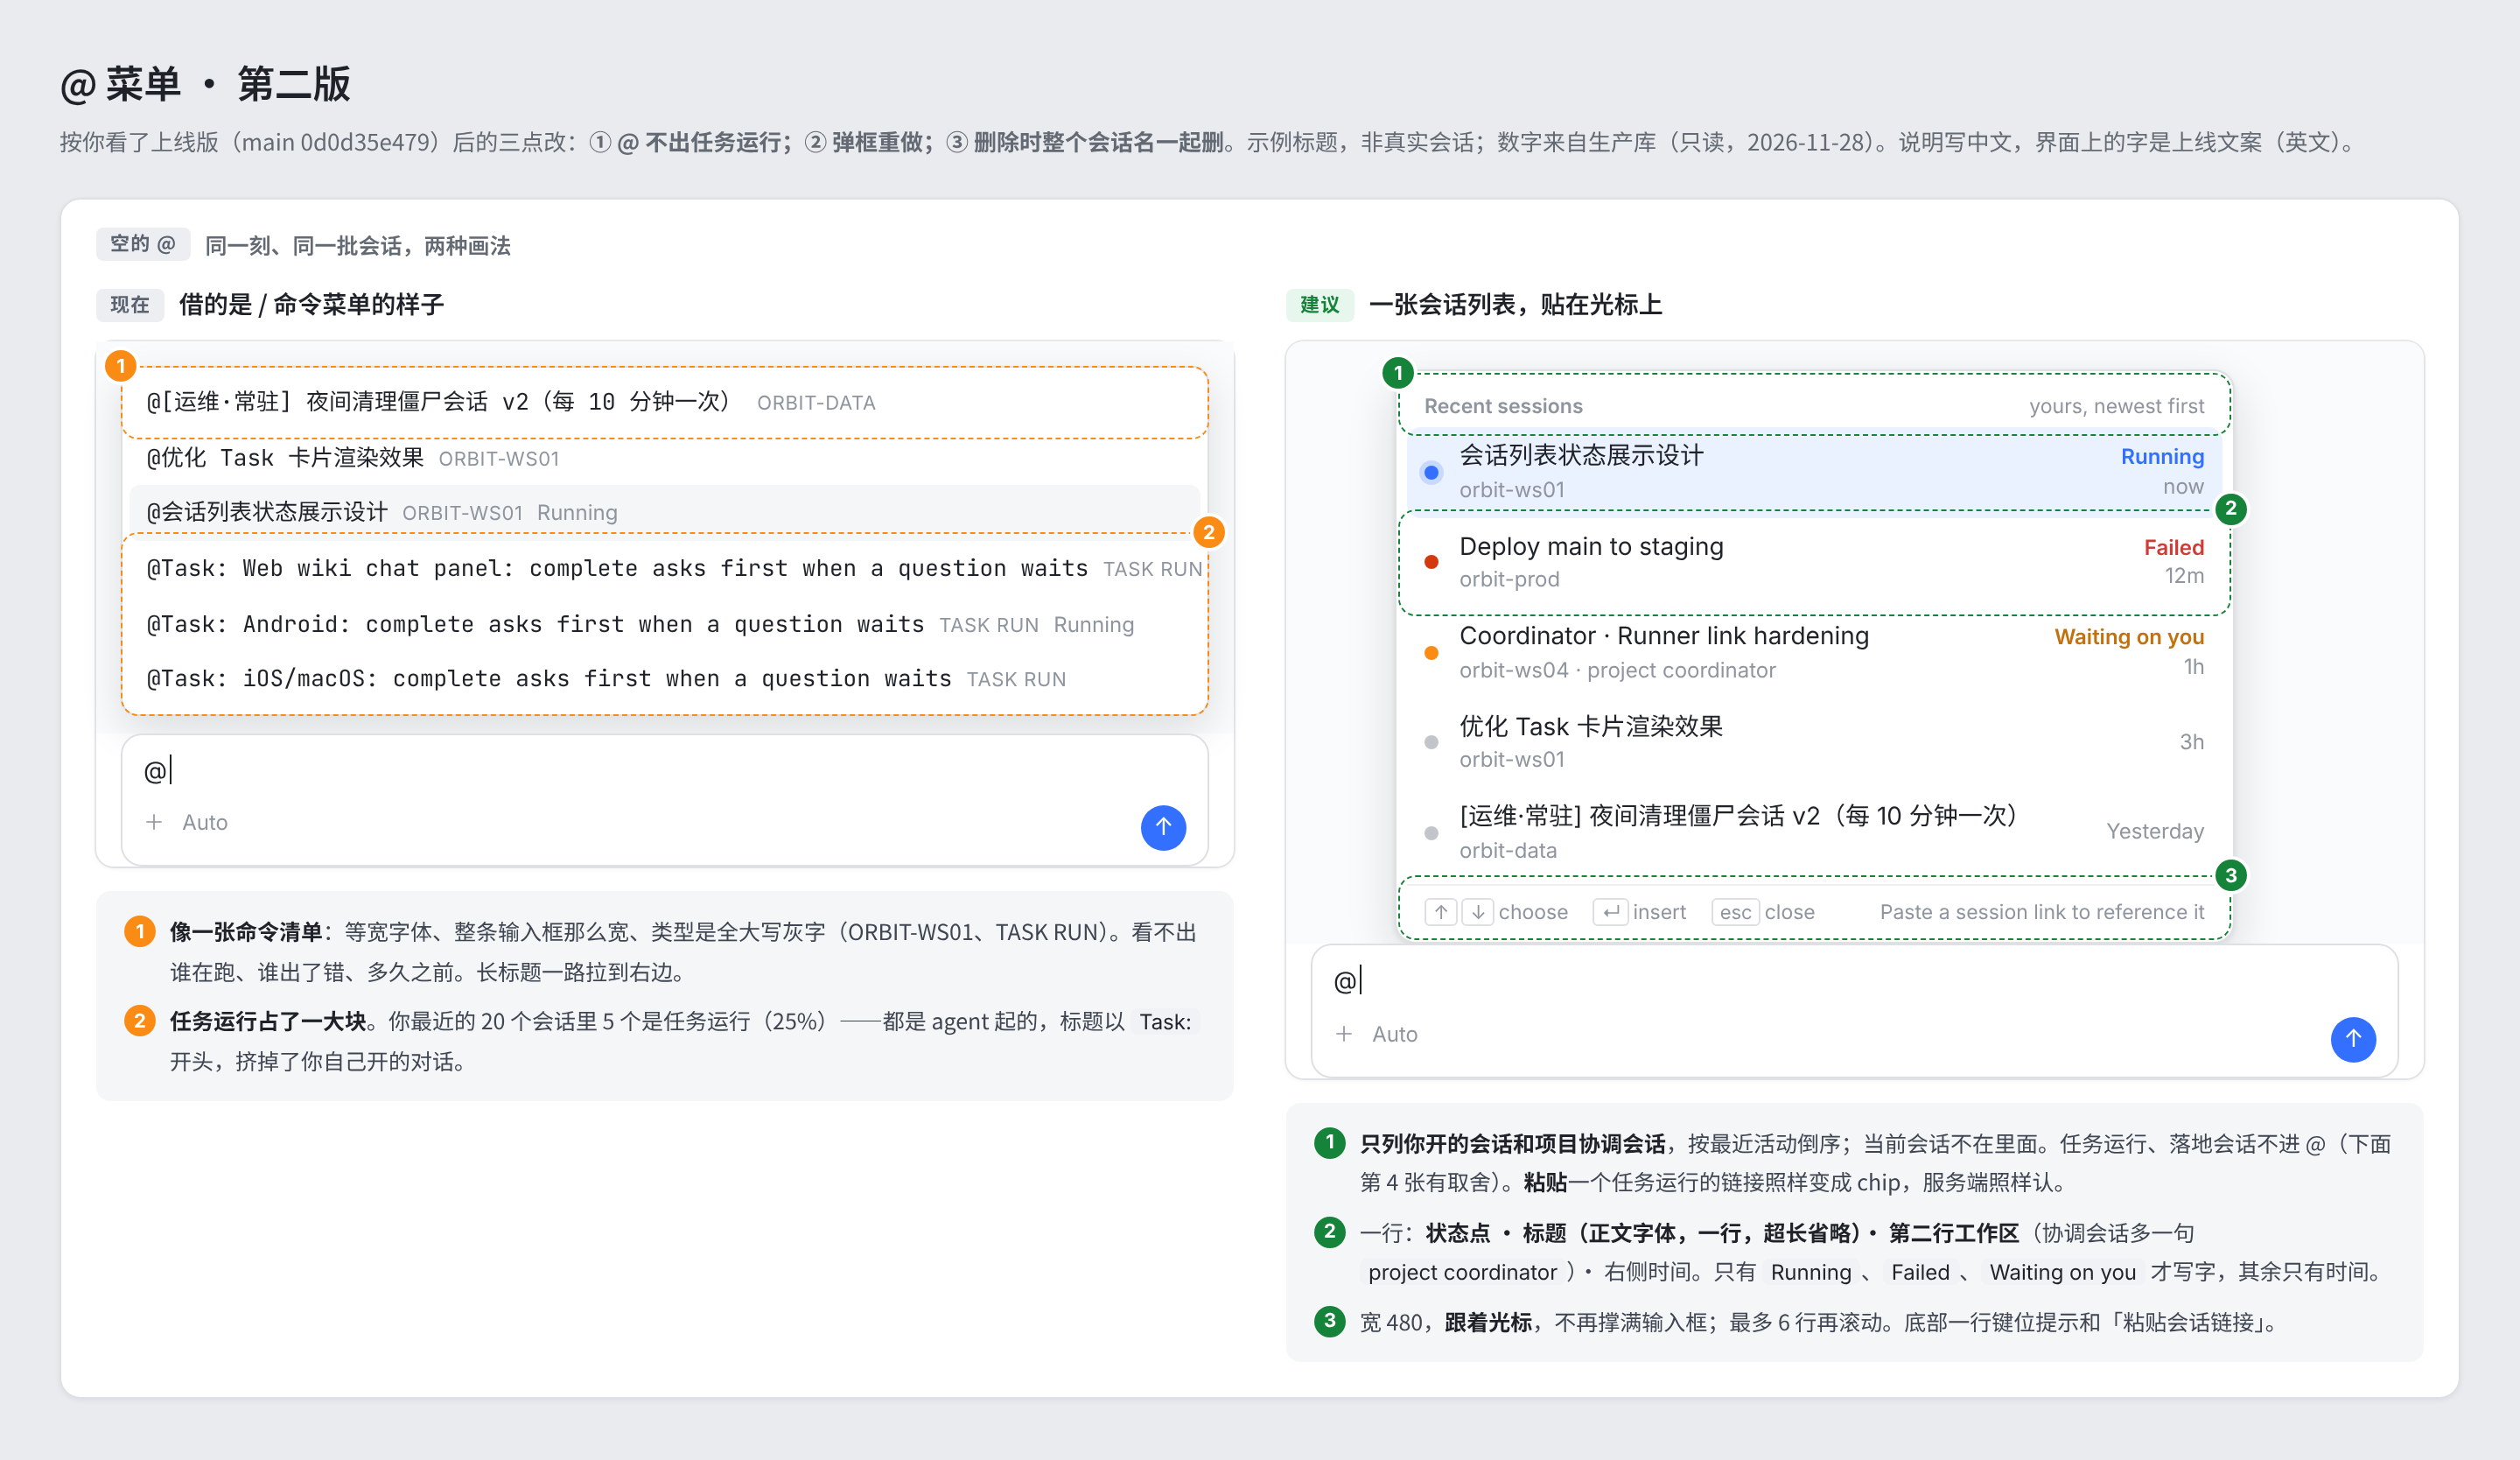 @ 菜单 · 第二版
按你看了上线版（main 0d0d35e479）后的三点改：① @ 不出任务运行；② 弹框重做；③ 删除时整个会话名一起删。示例标题，非真实会话；数字来自生产库（只读，2026-11-28）。说明写中文，界面上的字是上线文案（英文）。
空的 @ 同一刻、同一批会话，两种画法
现在 借的是 / 命令菜单的样子
1
@[运维·常驻] 夜间清理僵尸会话 v2（每 10 分钟一次） ORBIT-DATA
@优化 Task 卡片渲染效果 ORBIT-WS01
@会话列表状态展示设计 ORBIT-WS01 Running
2
@Task: Web wiki chat panel: complete asks first when a question waits TASK RUN
@Task: Android: complete asks first when a question waits TASK RUN Running
@Task: iOS/macOS: complete asks first when a question waits TASK RUN
@
+ Auto ↑
1 像一张命令清单：等宽字体、整条输入框那么宽、类型是全大写灰字（ORBIT-WS01、TASK RUN）。看不出
谁在跑、谁出了错、多久之前。长标题一路拉到右边。
2 任务运行占了一大块。你最近的 20 个会话里 5 个是任务运行（25%）——都是 agent 起的，标题以 Task:
开头，挤掉了你自己开的对话。
建议 一张会话列表，贴在光标上
1
Recent sessions yours, newest first
会话列表状态展示设计 Running
orbit-ws01 now
2
Deploy main to staging Failed
orbit-prod 12m
Coordinator · Runner link hardening Waiting on you
orbit-ws04 · project coordinator 1h
优化 Task 卡片渲染效果 3h
orbit-ws01
[运维·常驻] 夜间清理僵尸会话 v2（每 10 分钟一次） Yesterday
orbit-data
3
↑ ↓ choose ↵ insert esc close Paste a session link to reference it
@
+ Auto ↑
1 只列你开的会话和项目协调会话，按最近活动倒序；当前会话不在里面。任务运行、落地会话不进 @（下面
第 4 张有取舍）。粘贴一个任务运行的链接照样变成 chip，服务端照样认。
2 一行：状态点 · 标题（正文字体，一行，超长省略）· 第二行工作区（协调会话多一句
project coordinator ）· 右侧时间。只有 Running 、 Failed 、 Waiting on you 才写字，其余只有时间。
3 宽 480，跟着光标，不再撑满输入框；最多 6 行再滚动。底部一行键位提示和「粘贴会话链接」。